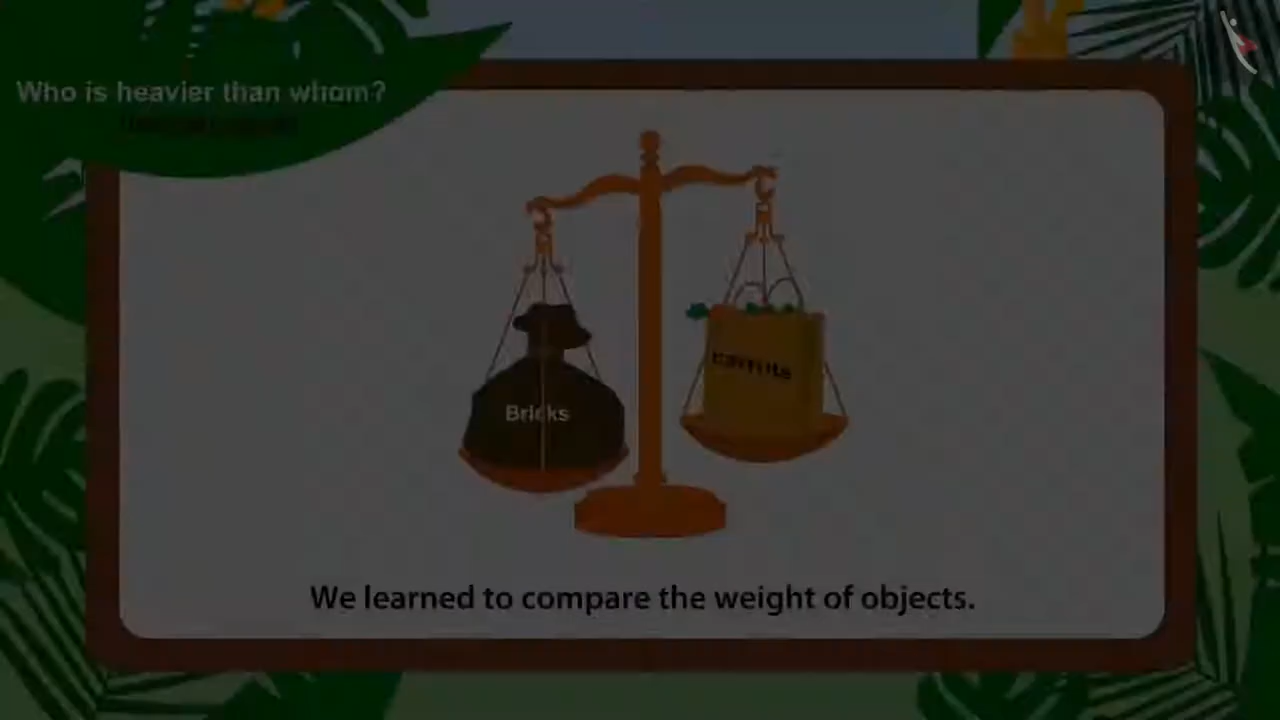 Who is heavier than whom?
Bricks
Carrots
We learned to compare the weight of objects.